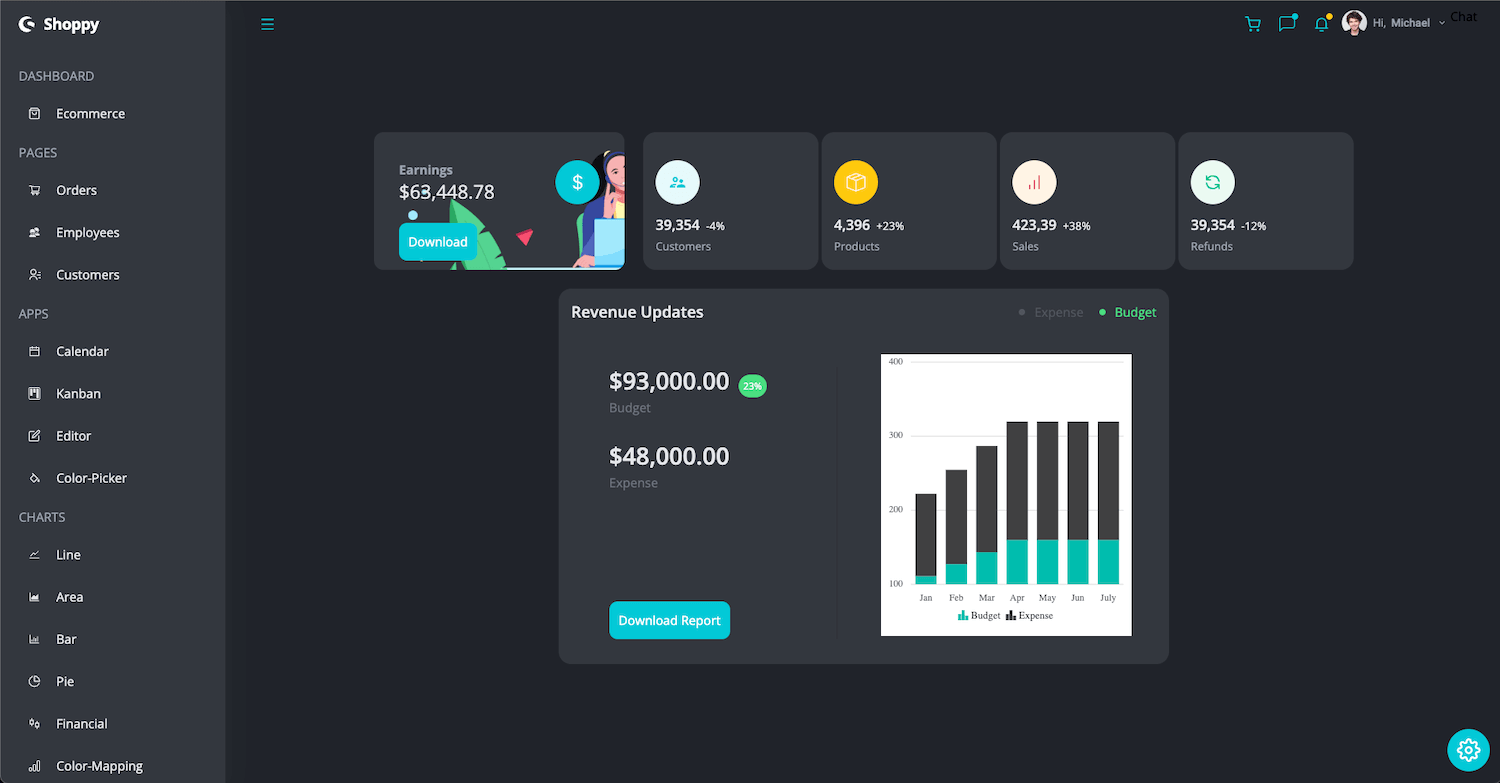 Shoppy
Hi, Michael
Chat
DASHBOARD
Ecommerce
PAGES
Orders
Employees
Customers
APPS
Calendar
Kanban
Editor
Color-Picker
CHARTS
Line
Area
Bar
Pie
Financial
Color-Mapping
Earnings
$63,448.78
$
Download
39,354 -4%
Customers
4,396 +23%
Products
423,39 +38%
Sales
39,354 -12%
Refunds
Revenue Updates
Expense
Budget
$93,000.00 23%
Budget
$48,000.00
Expense
Download Report
400
300
200
100
Jan Feb Mar Apr May Jun July
Budget Expense